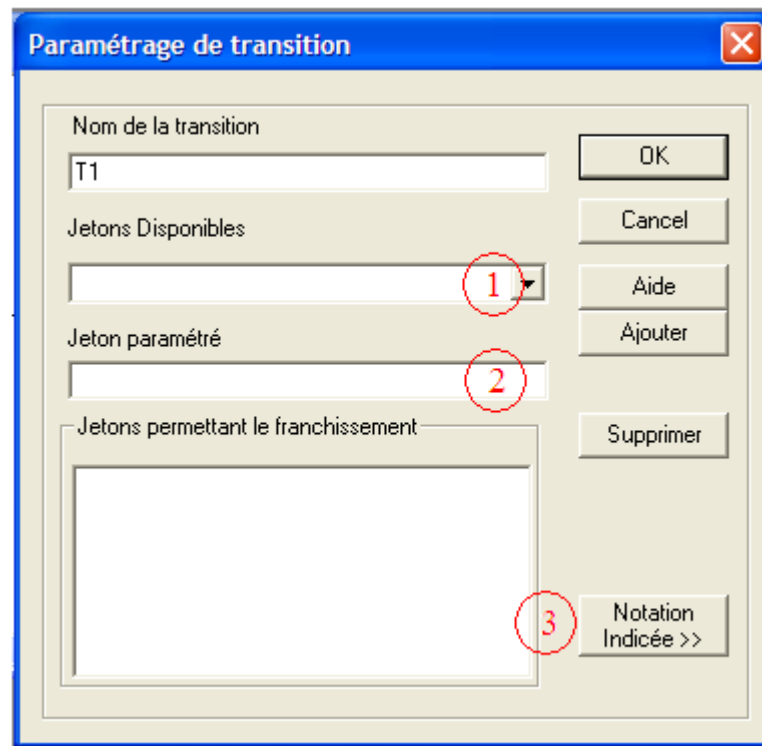 Paramétrage de transition
Nom de la transition
T1
OK
Jetons Disponibles
Cancel
1
Aide
Jeton paramétré
Ajouter
2
Jetons permettant le franchissement
Supprimer
3
Notation
Indicée >>